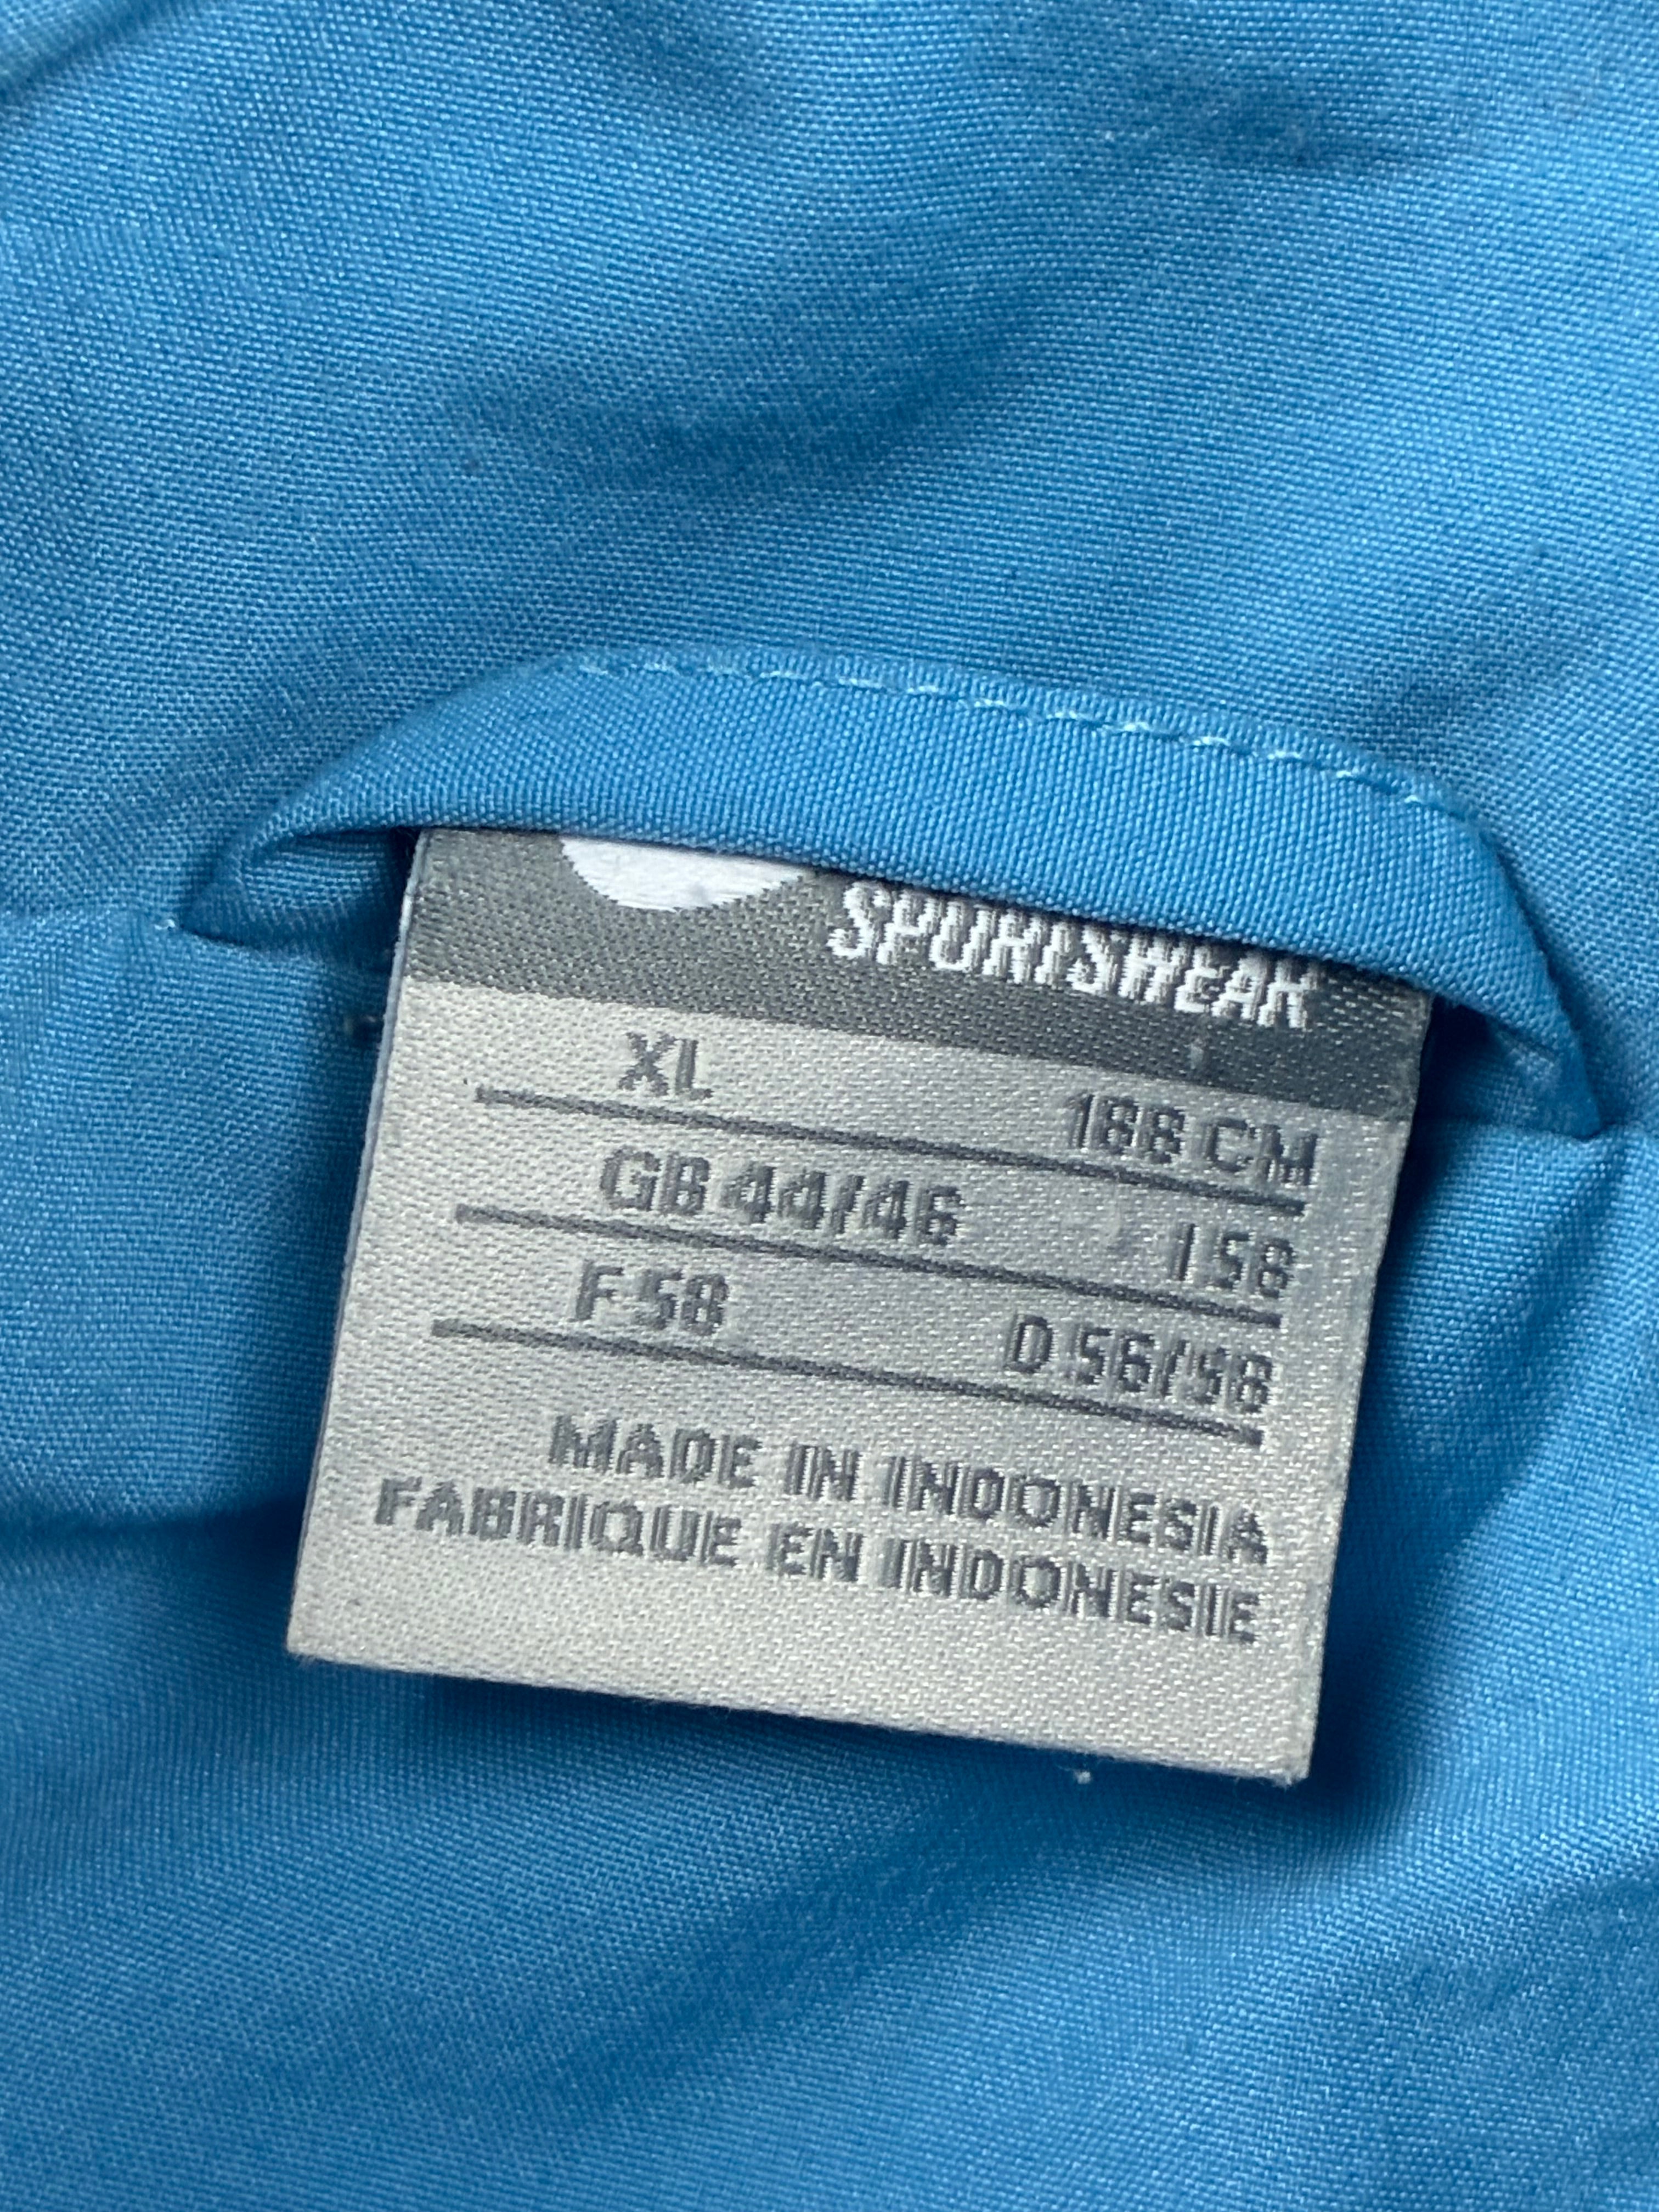 SPORTSWEAR
XL 188 CM
GB 44/46 I 58
F 58 D 56/58
MADE IN INDONESIA
FABRIQUE EN INDONESIE